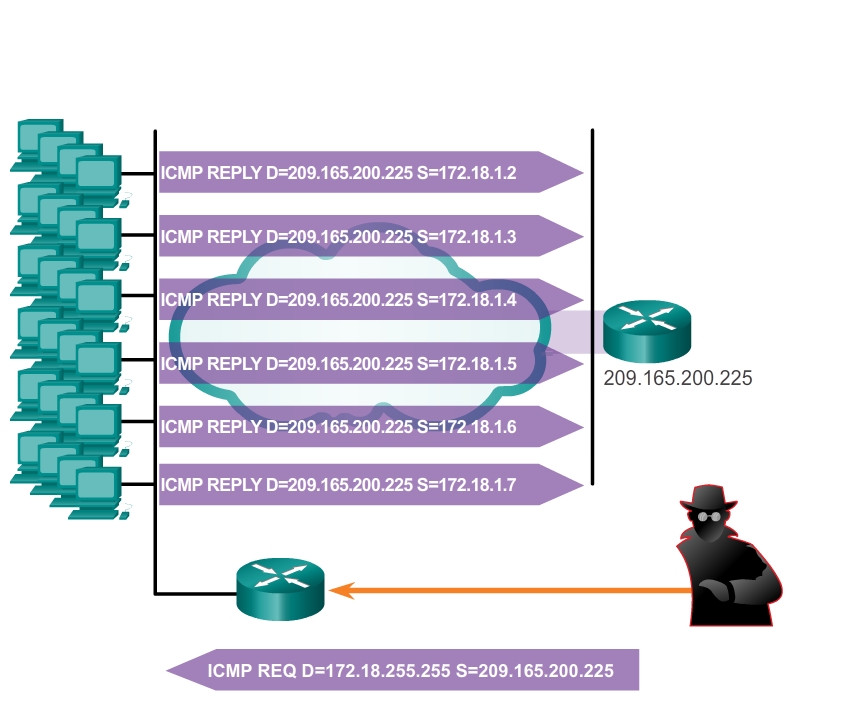 ICMP REPLY D=209.165.200.225 S=172.18.1.2
ICMP REPLY D=209.165.200.225 S=172.18.1.3
ICMP REPLY D=209.165.200.225 S=172.18.1.4
ICMP REPLY D=209.165.200.225 S=172.18.1.5
209.165.200.225
ICMP REPLY D=209.165.200.225 S=172.18.1.6
ICMP REPLY D=209.165.200.225 S=172.18.1.7
ICMP REQ D=172.18.255.255 S=209.165.200.225